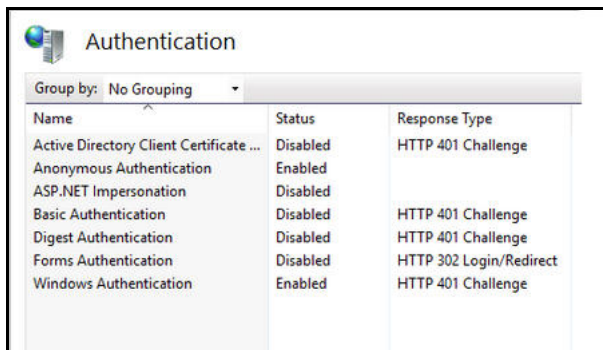 Authentication
Group by: No Grouping
Name Status Response Type
Active Directory Client Certificate ... Disabled HTTP 401 Challenge
Anonymous Authentication Enabled
ASP.NET Impersonation Disabled
Basic Authentication Disabled HTTP 401 Challenge
Digest Authentication Disabled HTTP 401 Challenge
Forms Authentication Disabled HTTP 302 Login/Redirect
Windows Authentication Enabled HTTP 401 Challenge